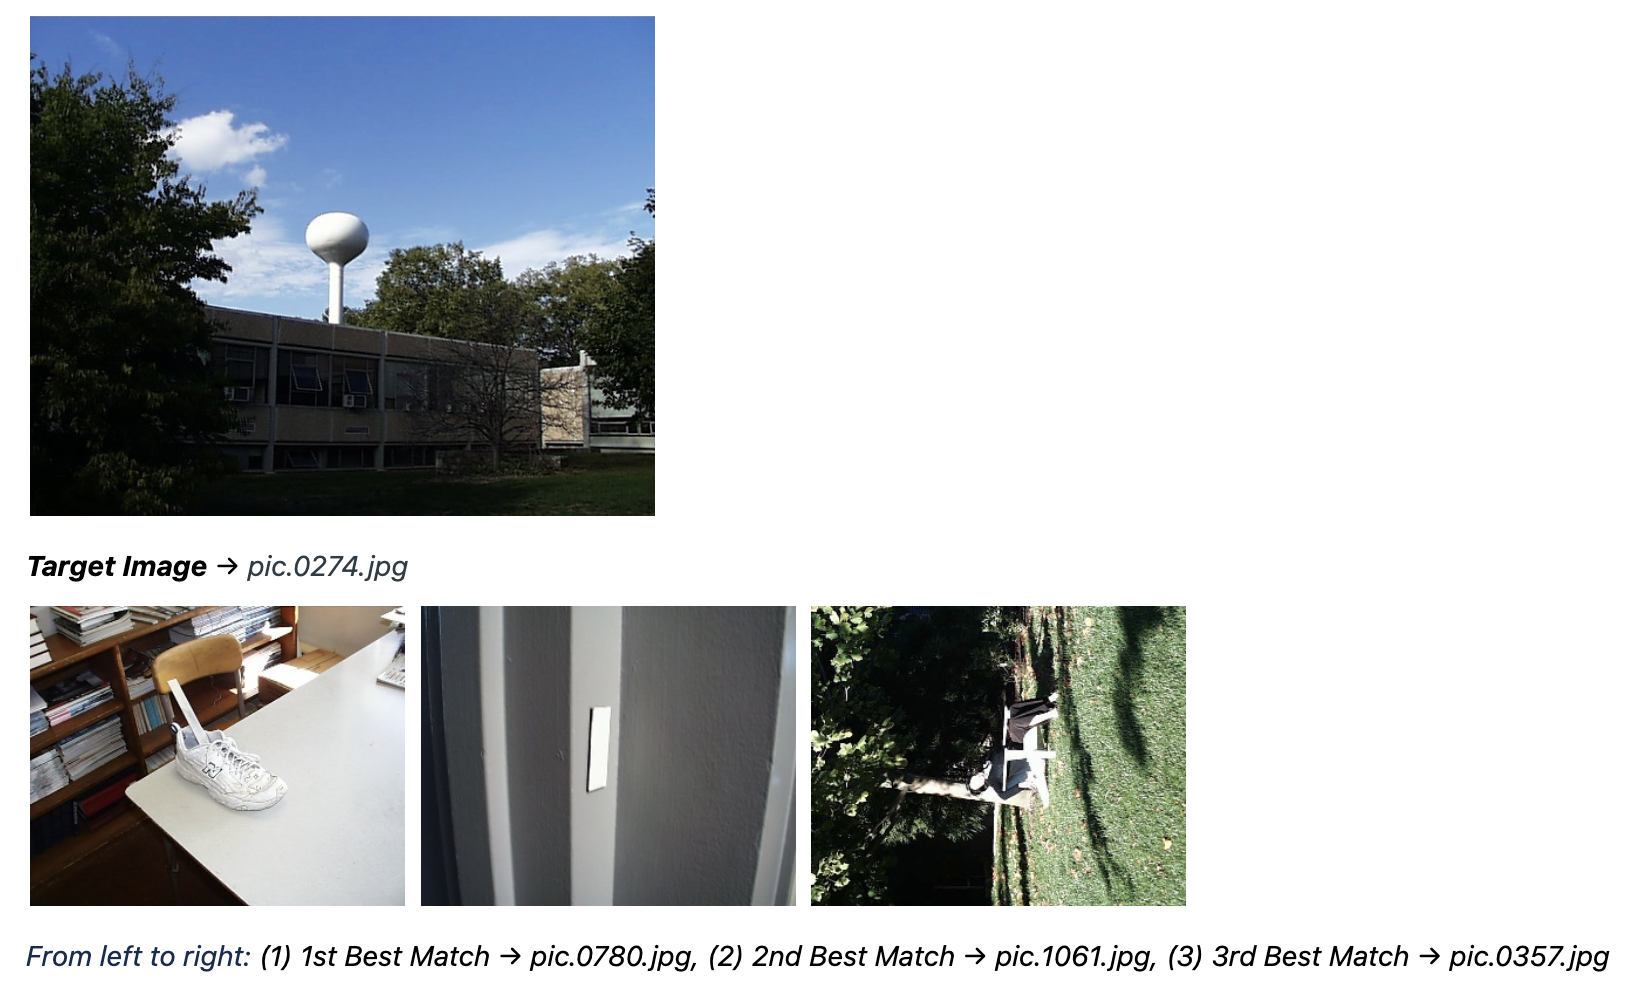 Target Image → pic.0274.jpg
From left to right: (1) 1st Best Match → pic.0780.jpg, (2) 2nd Best Match → pic.1061.jpg, (3) 3rd Best Match → pic.0357.jpg